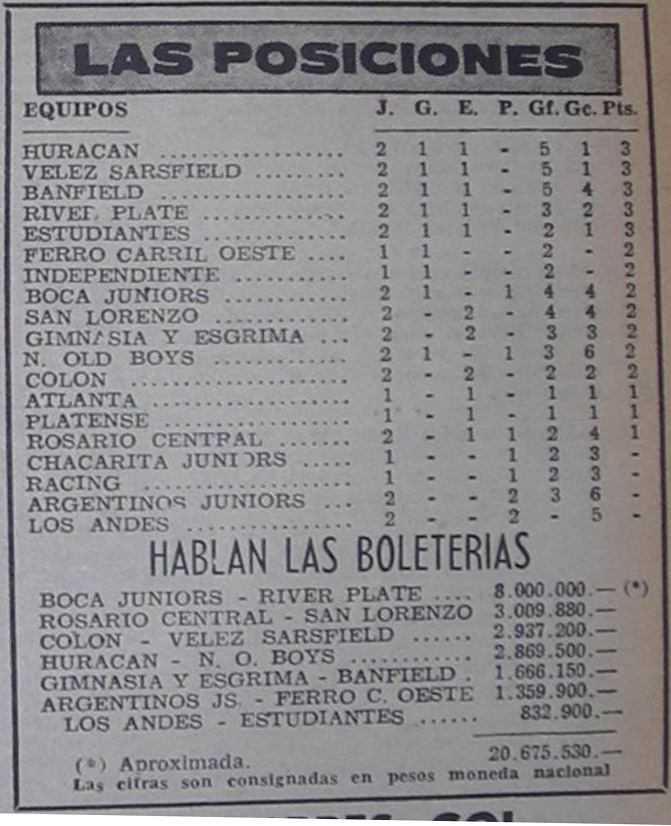 LAS POSICIONES
EQUIPOS J. G. E. P. Gf. Gc. Pts.
HURACAN .................. 2 1 1 - 5 1 3
VELEZ SARSFIELD ......... 2 1 1 - 5 1 3
BANFIELD .................. 2 1 1 - 5 4 3
RIVER PLATE .............. 2 1 1 - 3 2 3
ESTUDIANTES .............. 2 1 1 - 2 1 3
FERRO CARRIL OESTE .... 1 1 - - 2 - 2
INDEPENDIENTE ............ 1 1 - - 2 - 2
BOCA JUNIORS ............ 2 1 - 1 4 4 2
SAN LORENZO ............. 2 - 2 - 4 4 2
GIMNASIA Y ESGRIMA ... 2 - 2 - 3 3 2
N. OLD BOYS .............. 2 1 - 1 3 6 2
COLON ..................... 2 - 2 - 2 2 2
ATLANTA ................... 1 - 1 - 1 1 1
PLATENSE .................. 1 - 1 - 1 1 1
ROSARIO CENTRAL ....... 2 - 1 1 2 4 1
CHACARITA JUNIORS ..... 1 - - 1 2 3 -
RACING .................... 1 - - 1 2 3 -
ARGENTINOS JUNIORS ... 2 - - 2 3 6 -
LOS ANDES ................ 2 - - 2 - 5 -
HABLAN LAS BOLETERIAS
BOCA JUNIORS - RIVER PLATE .... 8.000.000.— (*)
ROSARIO CENTRAL - SAN LORENZO 3.009.880.—
COLON - VELEZ SARSFIELD ...... 2.937.200.—
HURACAN - N. O. BOYS ............ 2.869.500.—
GIMNASIA Y ESGRIMA - BANFIELD . 1.666.150.—
ARGENTINOS JS. - FERRO C. OESTE 1.359.900.—
LOS ANDES - ESTUDIANTES ...... 832.900.—
20.675.530.—
(*) Aproximada.
Las cifras son consignadas en pesos moneda nacional